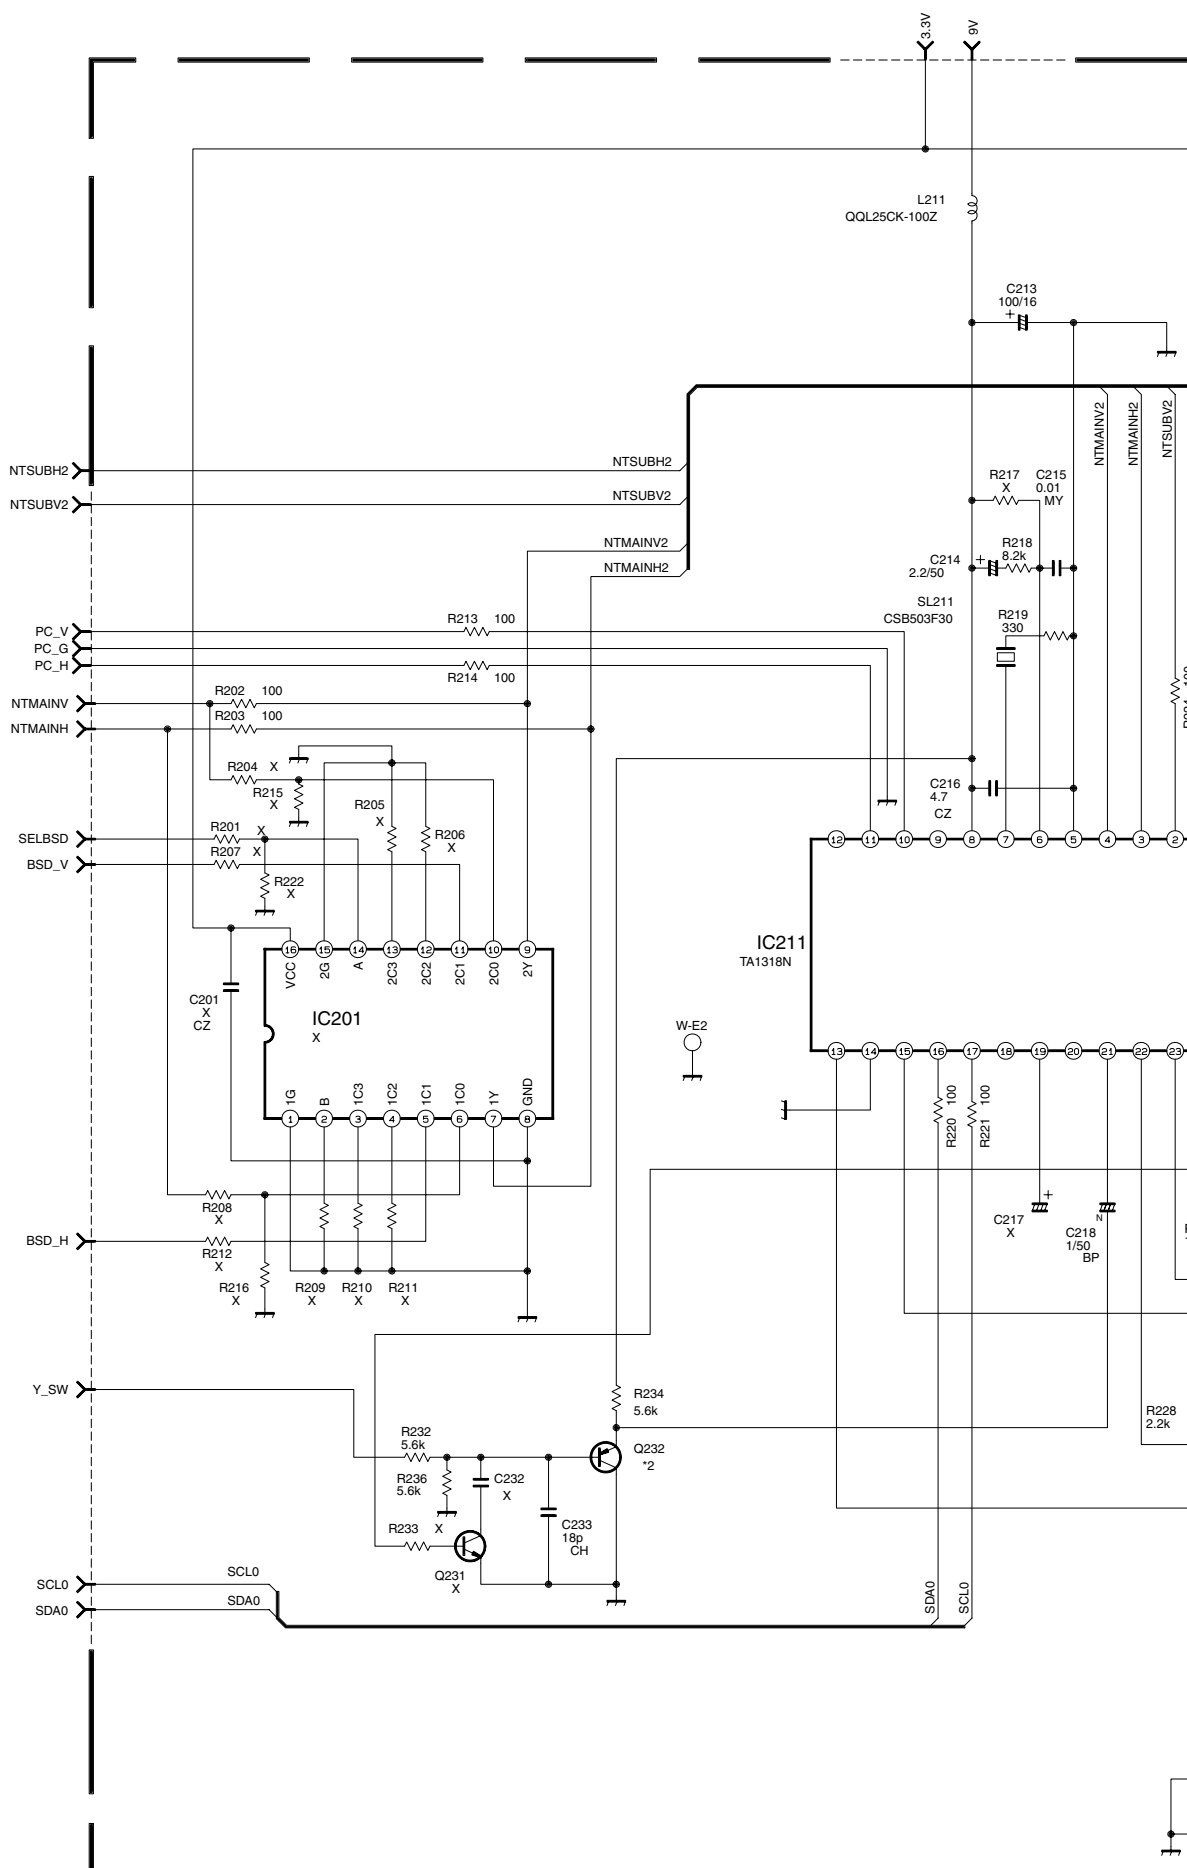 3.3V
9V
L211
QQL25CK-100Z
C213
100/16
+
NTSUBH2
NTSUBH2
NTSUBV2
NTSUBV2
NTMAINV2
NTMAINH2
NTMAINV2
NTMAINH2
NTSUBV2
R217
X
C215
0.01
MY
C214
2.2/50
+
R218
8.2k
SL211
CSB503F30
R219
330
PC_V
PC_G
PC_H
R213 100
R214 100
NTMAINV
NTMAINH
R202 100
R203 100
R204 X
R215
X
R205
X
R206
X
C216
4.7
CZ
SELBSD
BSD_V
R201 X
R207 X
R222
X
12 11 10 9 8 7 6 5 4 3 2
IC211
TA1318N
16 15 14 13 12 11 10 9
VCC 2G A 2C3 2C2 2C1 2C0 2Y
C201
X
CZ
IC201
X
W-E2
1G B 1C3 1C2 1C1 1C0 1Y GND
1 2 3 4 5 6 7 8
13 14 15 16 17 18 19 20 21 22 23
R220 100
R221 100
R208
X
BSD_H
R212
X
R216
X
R209
X
R210
X
R211
X
C217
X
+
N
C218
1/50
BP
Y_SW
R234
5.6k
R228
2.2k
R232
5.6k
Q232
*2
R236
5.6k
C232
X
R233 X
C233
18p
CH
Q231
X
SCL0
SCL0
SDA0
SDA0
SDA0
SCL0